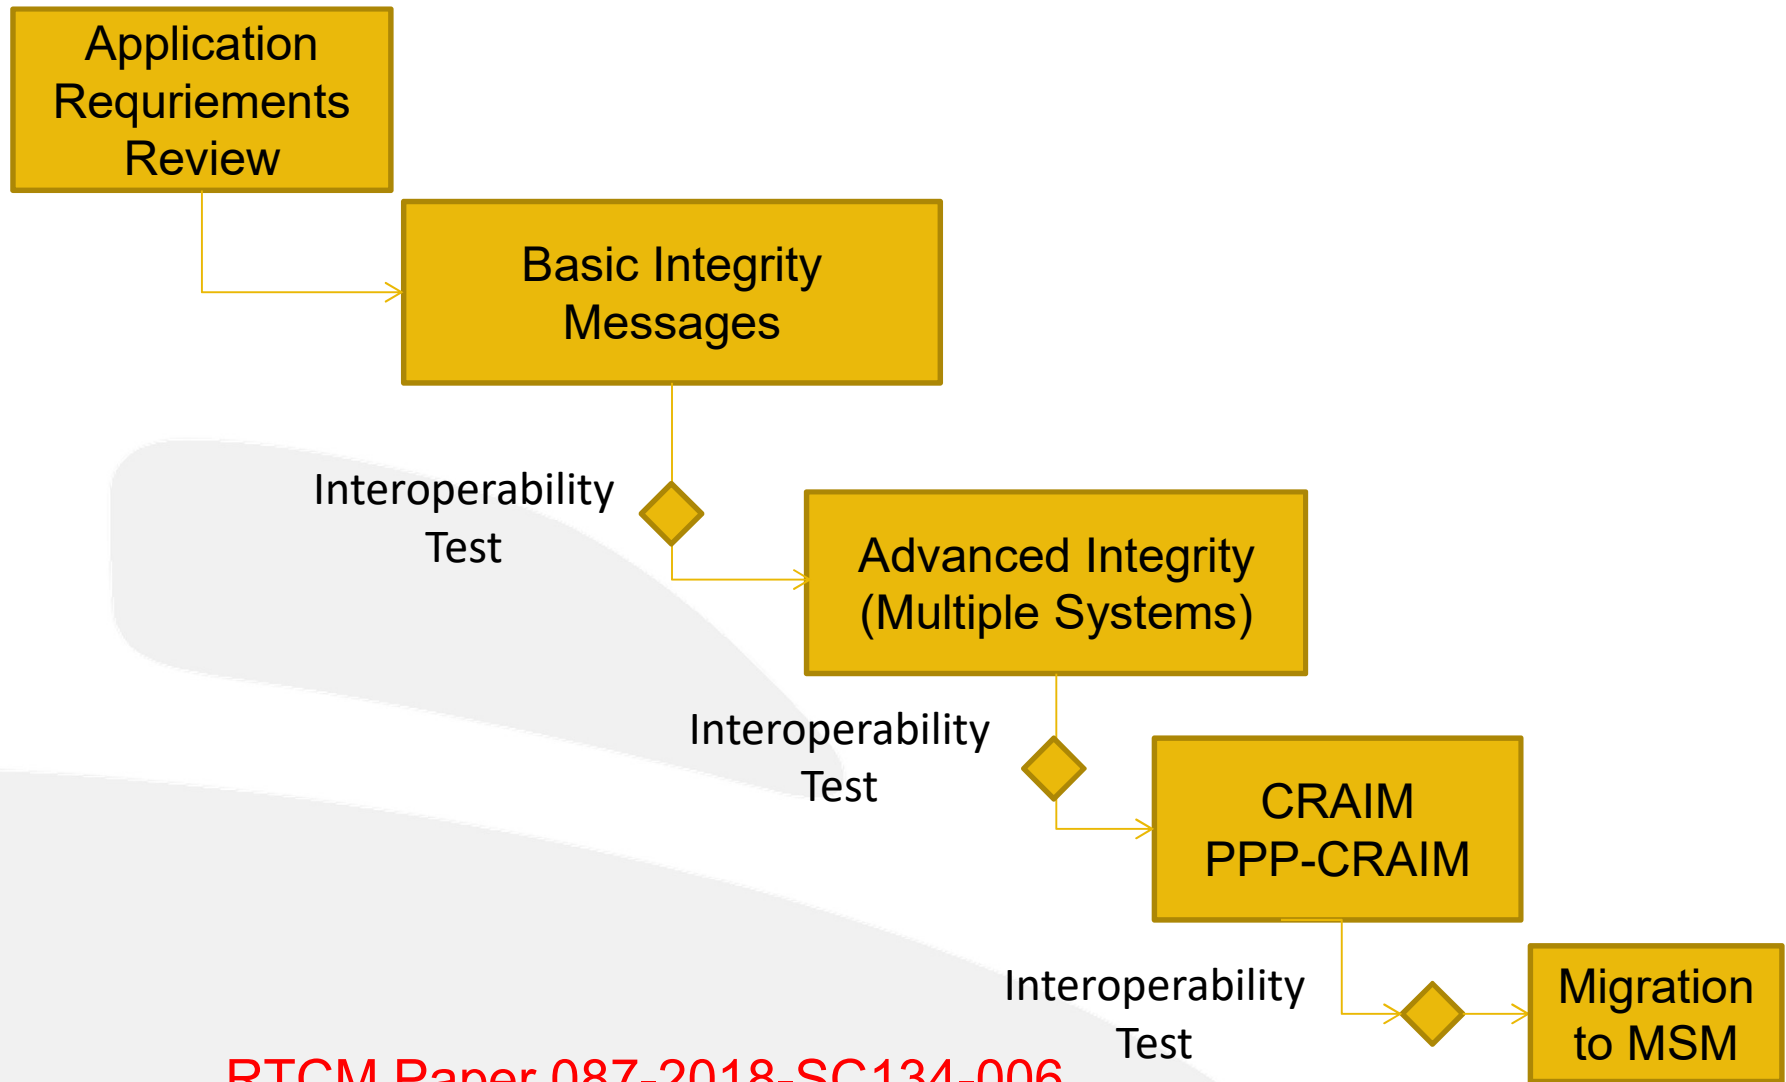 Application
Requriements
Review
Basic Integrity
Messages
Interoperability
Test
Advanced Integrity
(Multiple Systems)
Interoperability
Test
CRAIM
PPP-CRAIM
Interoperability
Test
Migration
to MSM
RTCM Paper 087-2018-SC134-006